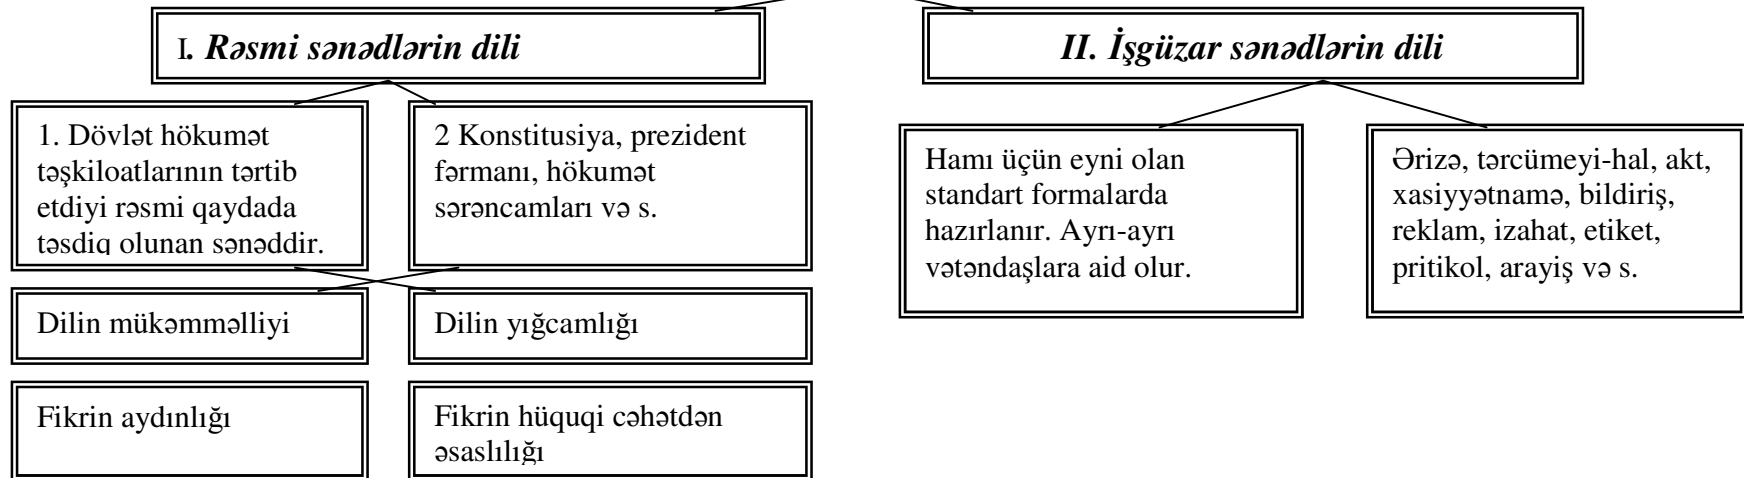 I. Rəsmi sənədlərin dili
II. İşgüzar sənədlərin dili
1. Dövlət hökumət
təşkiloatlarının tərtib
etdiyi rəsmi qaydada
təsdiq olunan sənəddir.
2 Konstitusiya, prezident
fərmanı, hökumət
sərəncamları və s.
Hamı üçün eyni olan
standart formalarda
hazırlanır. Ayrı-ayrı
vətəndaşlara aid olur.
Ərizə, tərcümeyi-hal, akt,
xasiyyətnamə, bildiriş,
reklam, izahat, etiket,
pritikol, arayiş və s.
Dilin mükəmməlliyi
Dilin yığcamlığı
Fikrin aydınlığı
Fikrin hüquqi cəhətdən
əsaslılığı